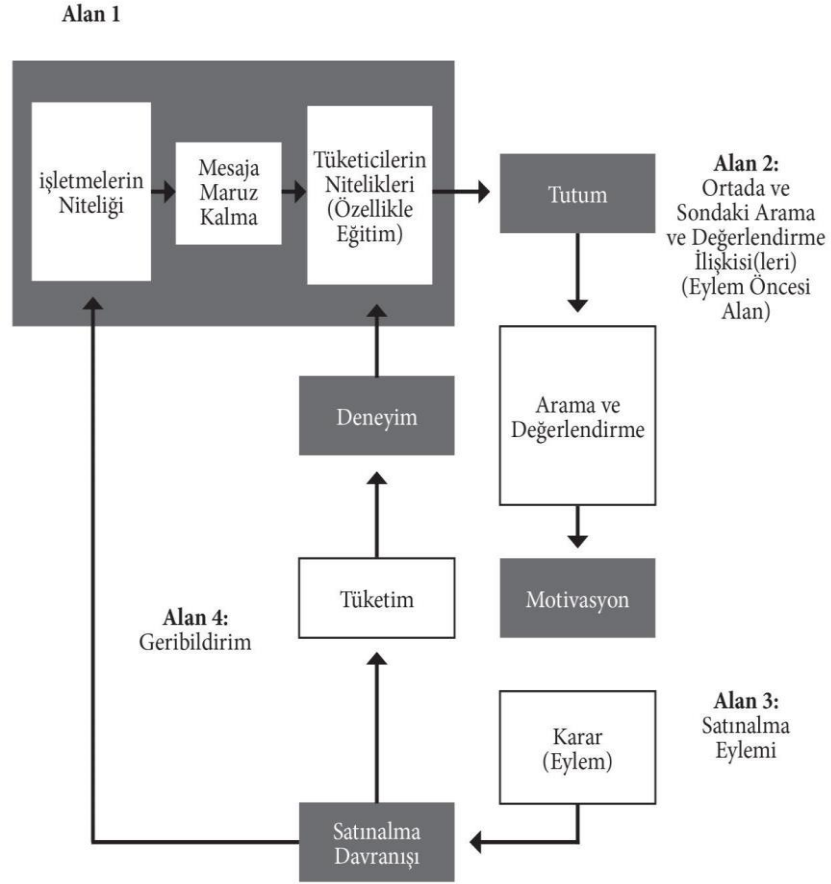 Alan 1
işletmelerin
Niteliği
Mesaja
Maruz
Kalma
Tüketicilerin
Nitelikleri
(Özellikle
Eğitim)
Tutum
Alan 2:
Ortada ve
Sondaki Arama
ve Değerlendirme
İlişkisi(leri)
(Eylem Öncesi
Alan)
Deneyim
Arama ve
Değerlendirme
Tüketim
Motivasyon
Alan 4:
Geribildirim
Karar
(Eylem)
Alan 3:
Satınalma
Eylemi
Satınalma
Davranışı